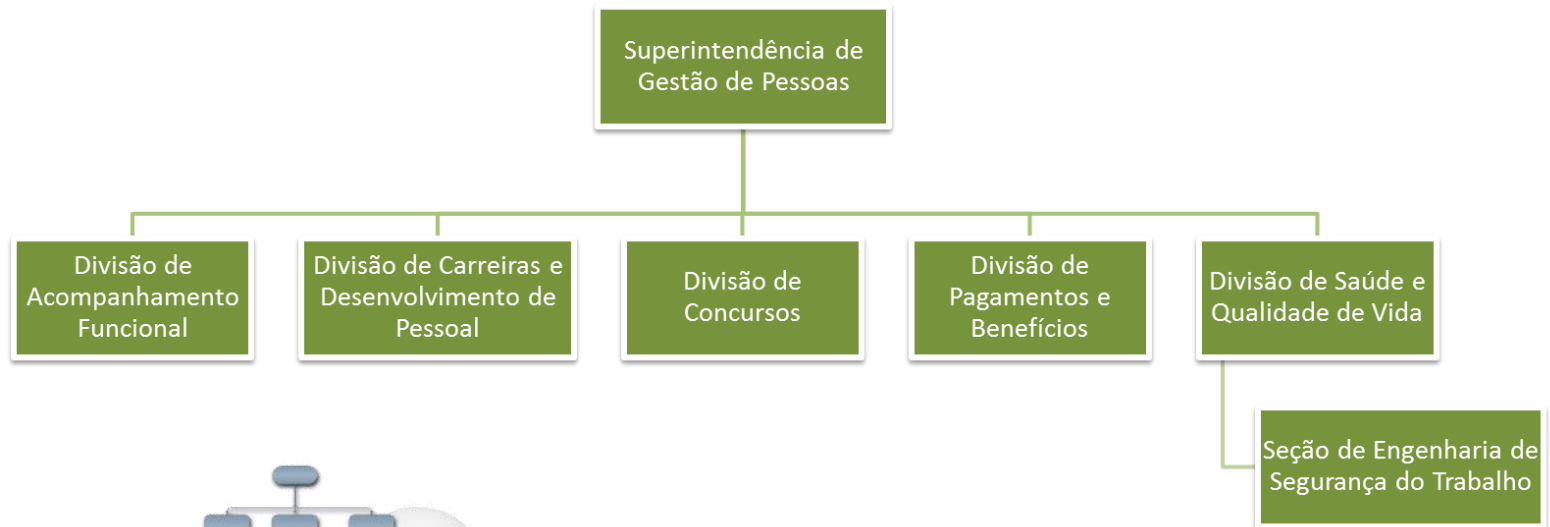 Superintendência de
Gestão de Pessoas
Divisão de
Acompanhamento
Funcional
Divisão de Carreiras e
Desenvolvimento de
Pessoal
Divisão de
Concursos
Divisão de
Pagamentos e
Benefícios
Divisão de Saúde e
Qualidade de Vida
Seção de Engenharia de
Segurança do Trabalho